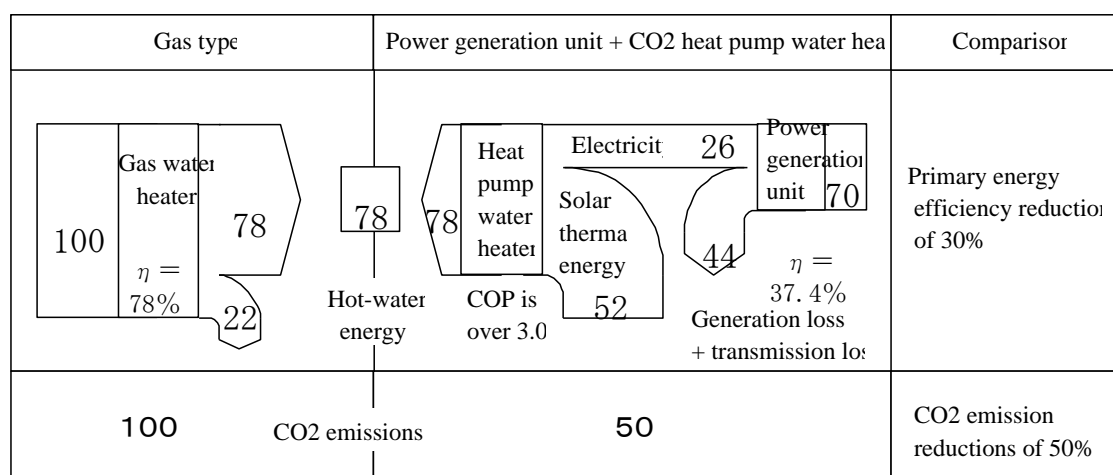 Gas type
Power generation unit + CO2 heat pump water hea
Comparison
Gas water
heater
100
η =
78%
78
22
78
Hot-water
energy
78
Heat
pump
water
heater
COP is
over 3.0
Electricit
26
Solar
therma
energy
52
44
Power
generation
unit
70
η =
37.4%
Generation loss
+ transmission los
Primary energy
efficiency reduction
of 30%
100
CO2 emissions
50
CO2 emission
reductions of 50%